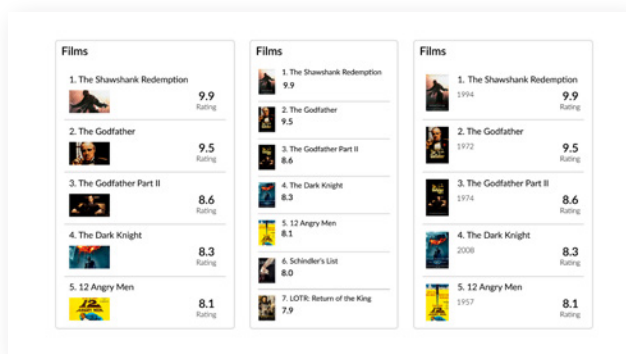 Films
1. The Shawshank Redemption
9.9
Rating
2. The Godfather
9.5
Rating
3. The Godfather Part II
8.6
Rating
4. The Dark Knight
8.3
Rating
5. 12 Angry Men
8.1
Rating
Films
1. The Shawshank Redemption
9.9
2. The Godfather
9.5
3. The Godfather Part II
8.6
4. The Dark Knight
8.3
5. 12 Angry Men
8.1
6. Schindler's List
8.0
7. LOTR: Return of the King
7.9
Films
1. The Shawshank Redemption
1994
9.9
Rating
2. The Godfather
1972
9.5
Rating
3. The Godfather Part II
1974
8.6
Rating
4. The Dark Knight
2008
8.3
Rating
5. 12 Angry Men
1957
8.1
Rating